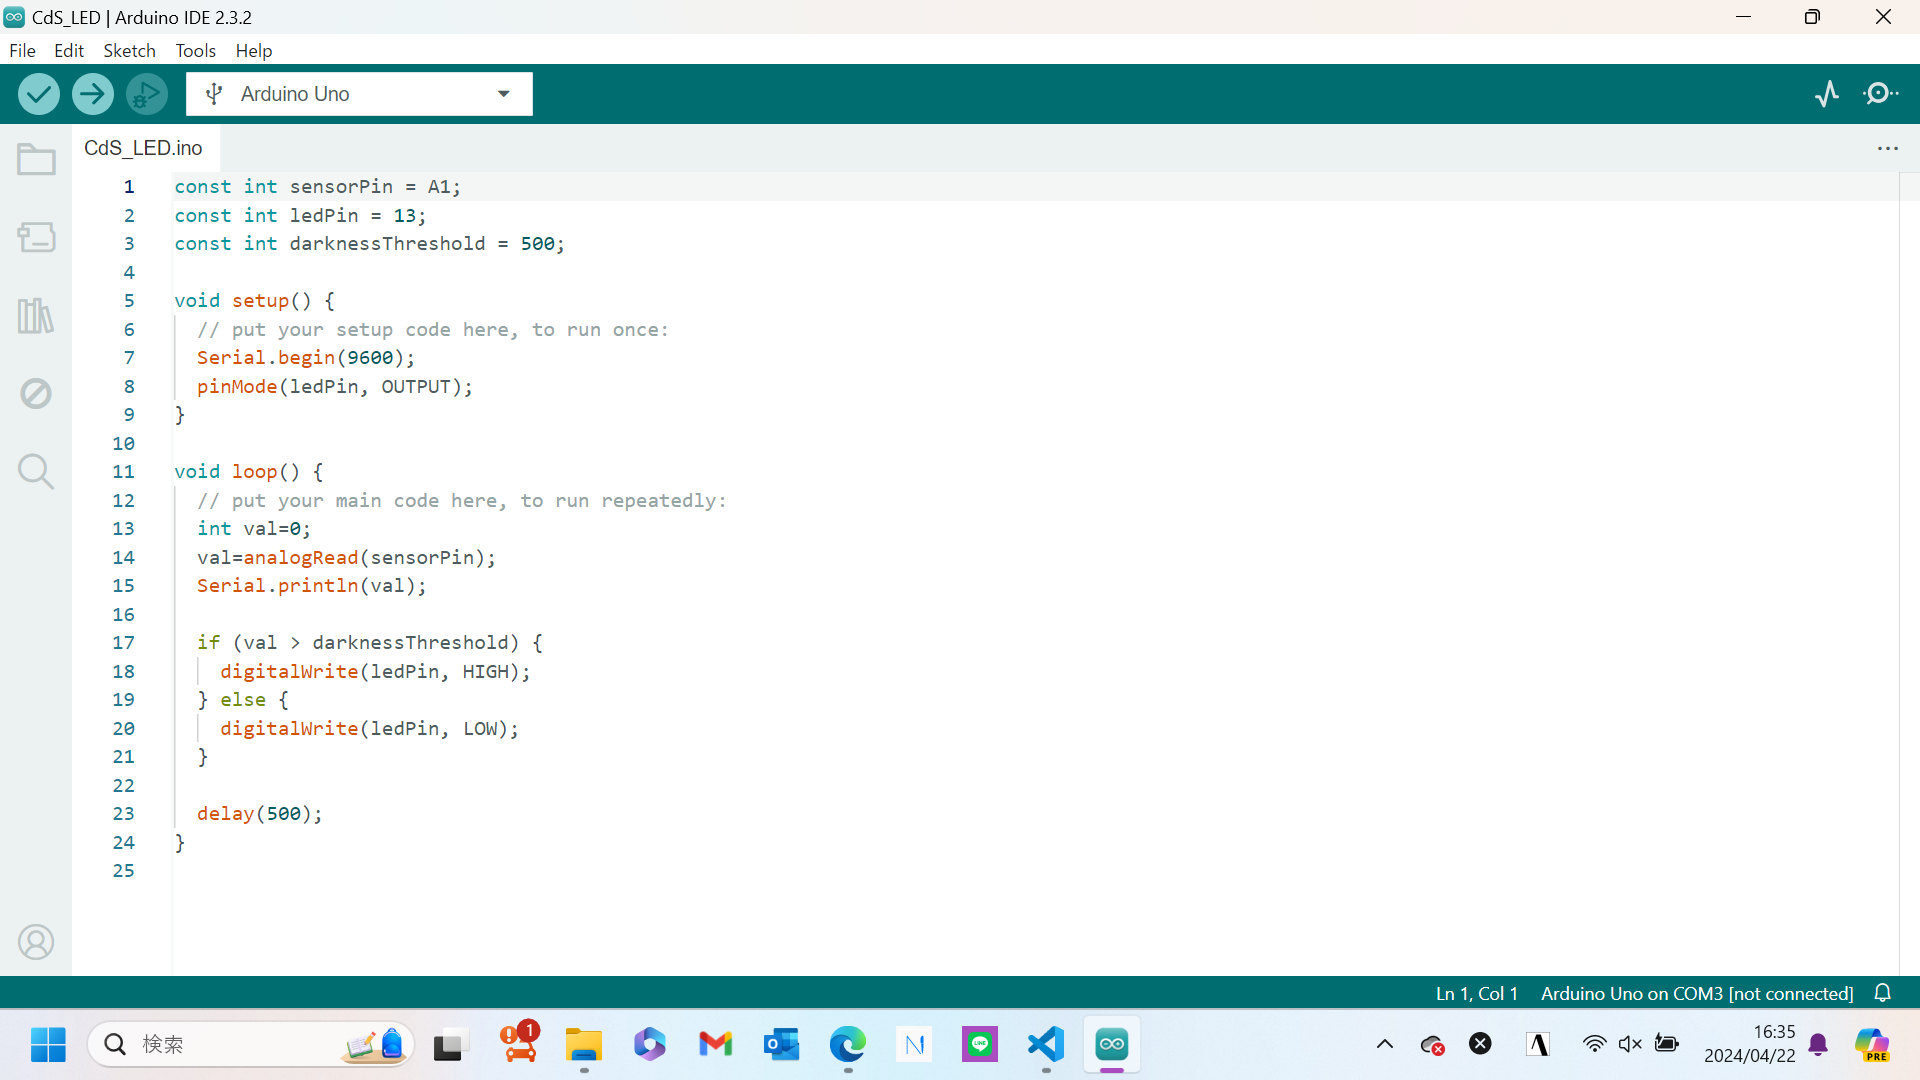 CdS_LED | Arduino IDE 2.3.2
File Edit Sketch Tools Help
Arduino Uno
CdS_LED.ino
1 const int sensorPin = A1;
2 const int ledPin = 13;
3 const int darknessThreshold = 500;
4
5 void setup() {
6 // put your setup code here, to run once:
7 Serial.begin(9600);
8 pinMode(ledPin, OUTPUT);
9 }
10
11 void loop() {
12 // put your main code here, to run repeatedly:
13 int val=0;
14 val=analogRead(sensorPin);
15 Serial.println(val);
16
17 if (val > darknessThreshold) {
18 digitalWrite(ledPin, HIGH);
19 } else {
20 digitalWrite(ledPin, LOW);
21 }
22
23 delay(500);
24 }
25
Ln 1, Col 1 Arduino Uno on COM3 [not connected]
検索
1
N
LINE
A
16:35
2024/04/22
PRE